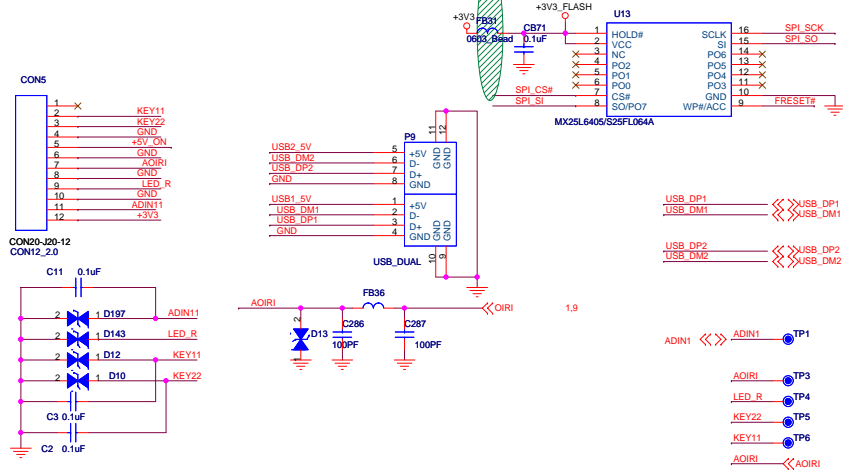 +3V3_FLASH
+3V3
FB31
0603_Bead
CB71
0.1uF
U13
1 HOLD# SCLK 16 SPI_SCK
2 VCC SI 15 SPI_SO
3 NC PO6 14
4 PO2 PO5 13
5 PO1 PO4 12
6 PO0 PO3 11
SPI_CS# 7 CS# GND 10
SPI_SI 8 SO/PO7 WP#/ACC 9 FRESET#
MX25L6405/S25FL064A
CON5
1
2 KEY11
3 KEY22
4 GND
5 +5V_ON
6 GND
7 AOIRI
8 GND
9 LED_R
10 GND
11 ADIN11
12 +3V3
CON20-J20-12
CON12_2.0
P9
11 12
GND GND
USB2_5V 5 +5V
USB_DM2 6 D-
USB_DP2 7 D+
GND 8 GND
USB1_5V 1 +5V
USB_DM1 2 D-
USB_DP1 3 D+
GND 4 GND
GND GND
10 9
USB_DUAL
USB_DP1 USB_DP1
USB_DM1 USB_DM1
USB_DP2 USB_DP2
USB_DM2 USB_DM2
C11 0.1uF
2 1 D197 ADIN11
2 1 D143 LED_R
2 1 D12 KEY11
2 1 D10 KEY22
C3 0.1uF
C2 0.1uF
AOIRI FB36 OIRI 1,9
2 D13 1
C286
100PF
C287
100PF
ADIN1 ADIN1 TP1
AOIRI TP3
LED_R TP4
KEY22 TP5
KEY11 TP6
AOIRI AOIRI